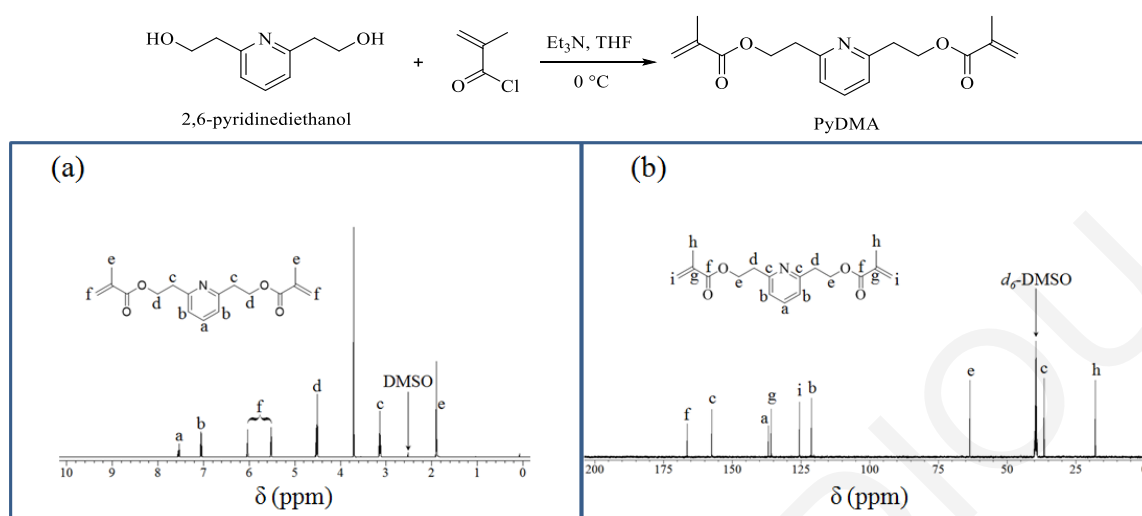 HO N OH
+
O Cl
Et₃N, THF
0 °C
O O N O O
2,6-pyridinediethanol
PyDMA
(a)
e e
f O c N c O f
O d b b d O
a
a b f d c DMSO e
10 9 8 7 6 5 4 3 2 1 0
δ (ppm)
(b)
h h
i g f O d c N c d O f g i
O e b b e O
a
d₆-DMSO
f c a g i b e c h
200 175 150 125 100 75 50 25
δ (ppm)